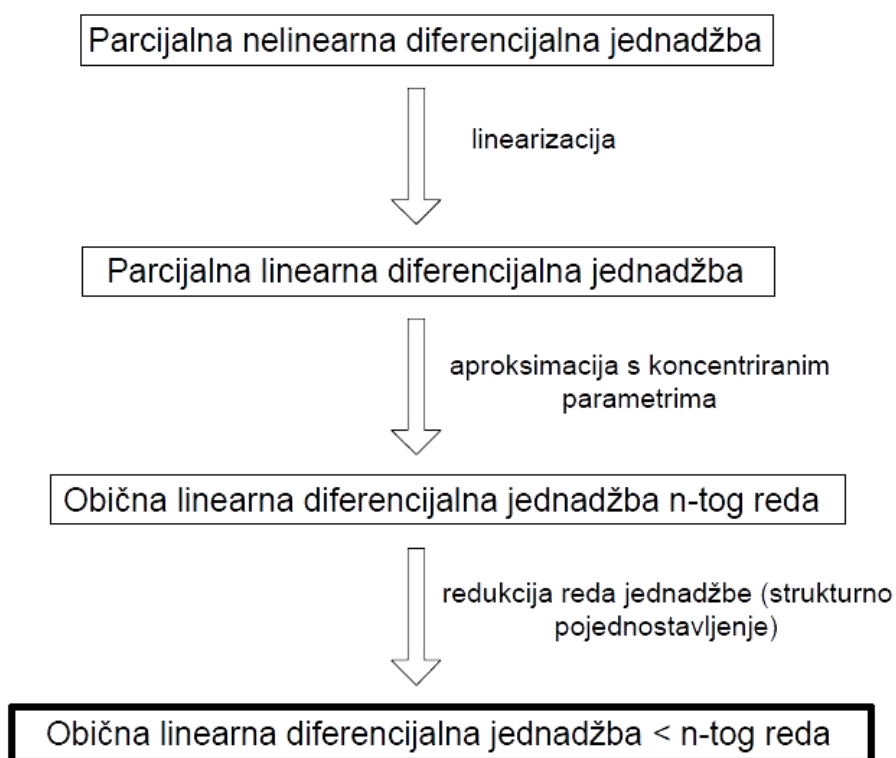 Parcijalna nelinearna diferencijalna jednadžba
linearizacija
Parcijalna linearna diferencijalna jednadžba
aproksimacija s koncentriranim
parametrima
Obična linearna diferencijalna jednadžba n-tog reda
redukcija reda jednadžbe (strukturno
pojednostavljenje)
Obična linearna diferencijalna jednadžba < n-tog reda